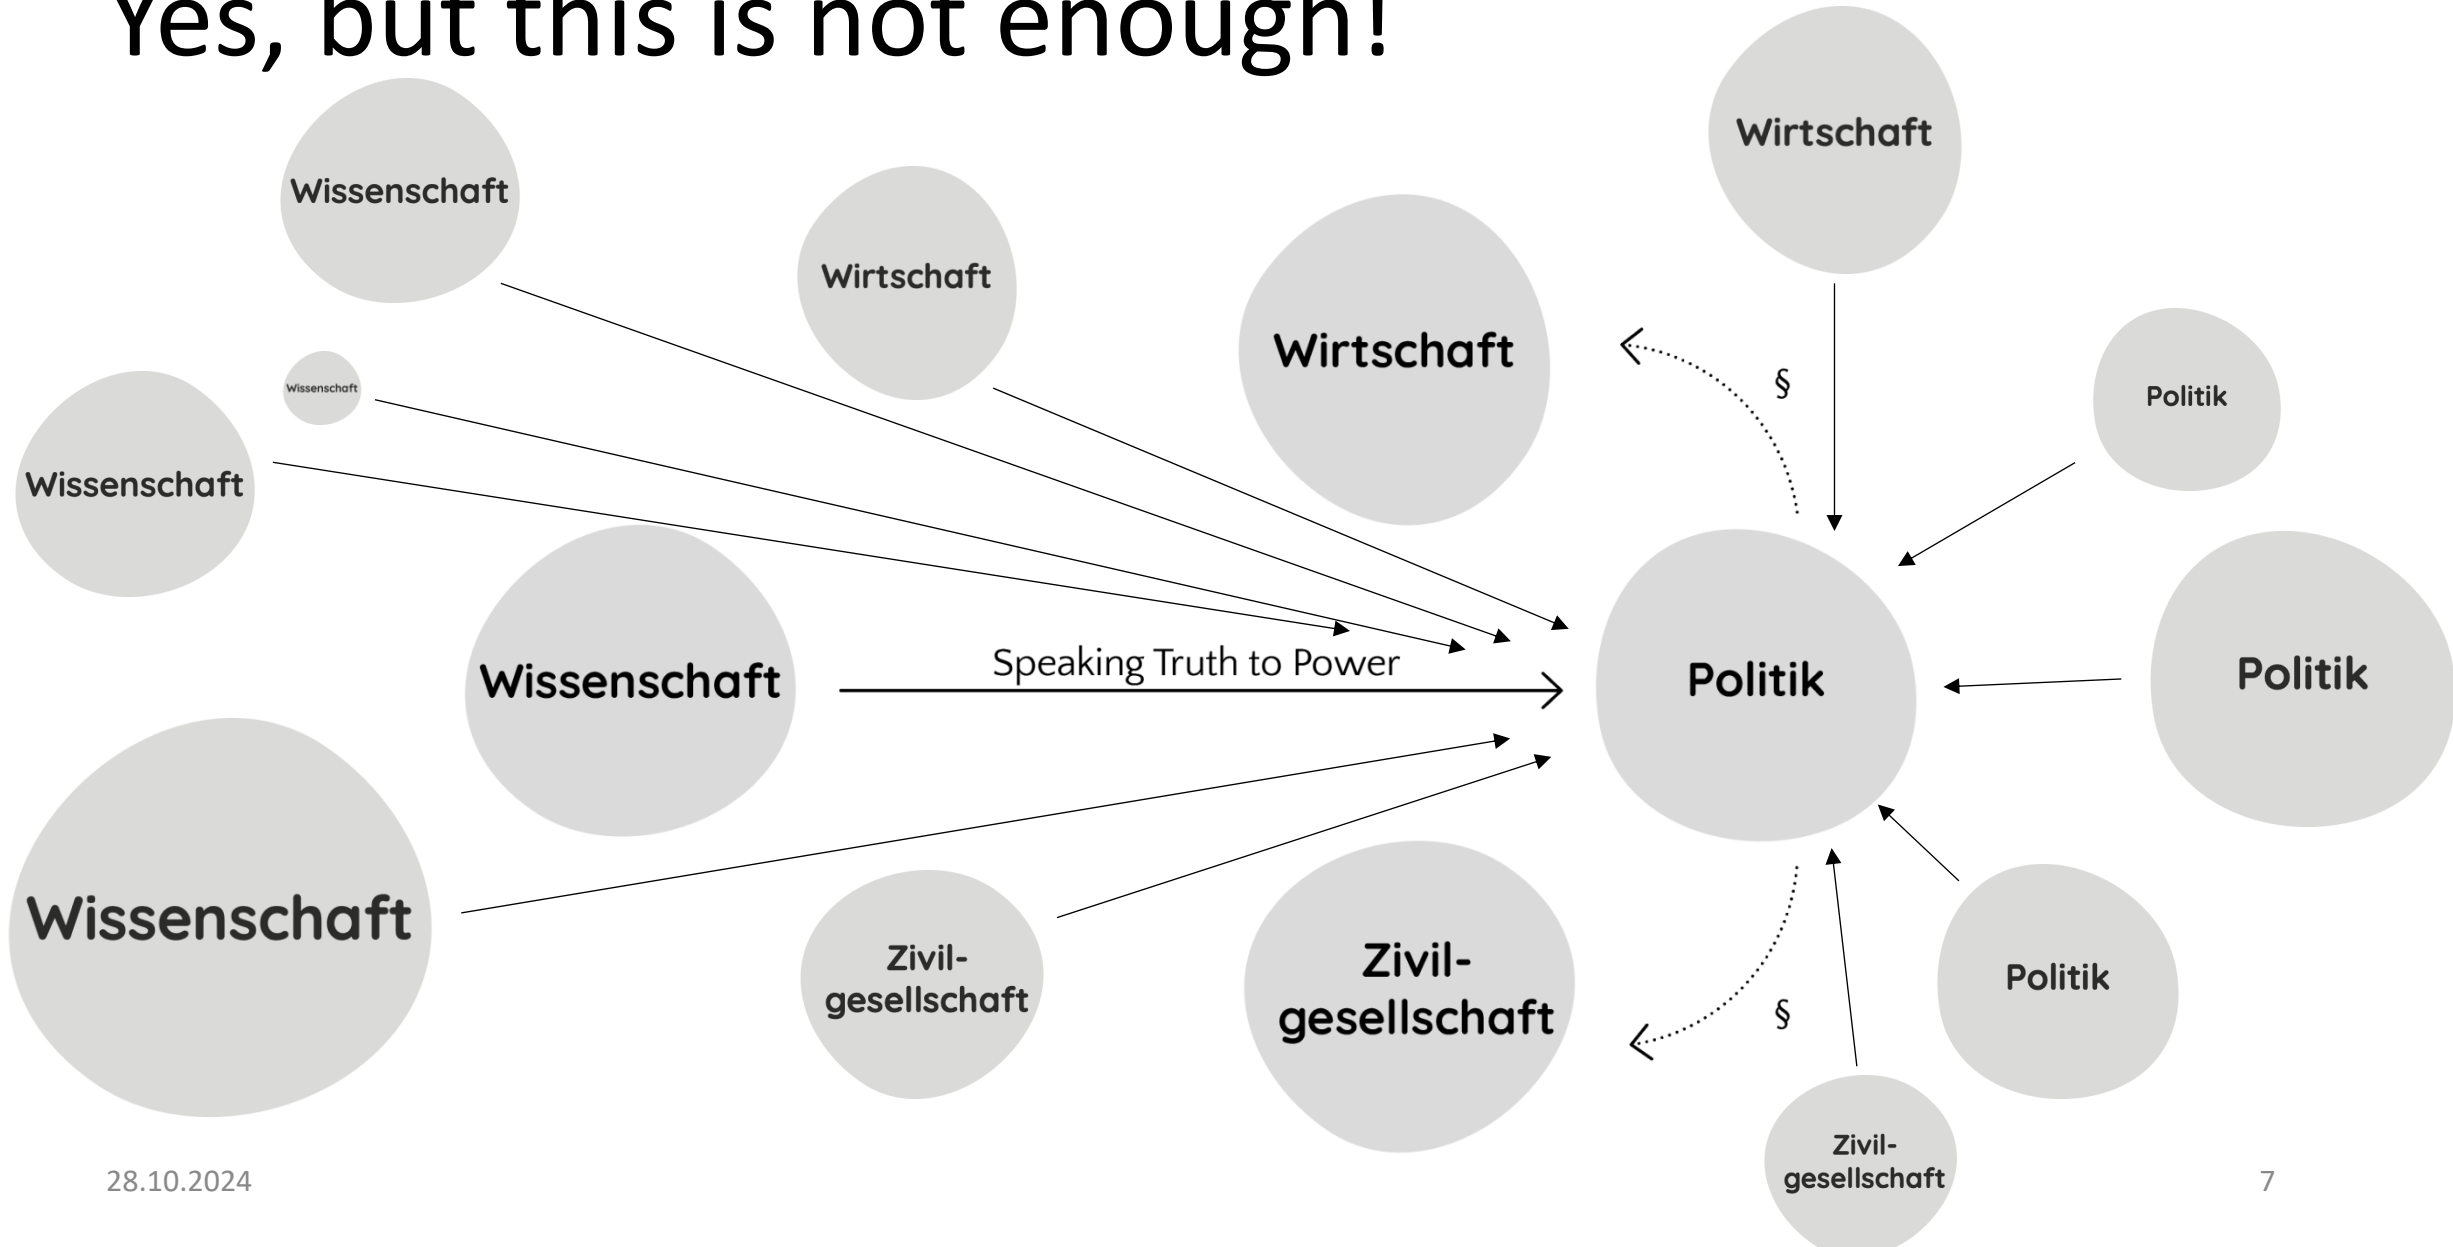 Yes, but this is not enough!
Wirtschaft
Wissenschaft
Wirtschaft
Wirtschaft
§
Wissenschaft
Politik
Wissenschaft
Speaking Truth to Power
Wissenschaft
Politik
Politik
Wissenschaft
Zivil-
gesellschaft
Zivil-
gesellschaft
Politik
§
Zivil-
gesellschaft
28.10.2024
7